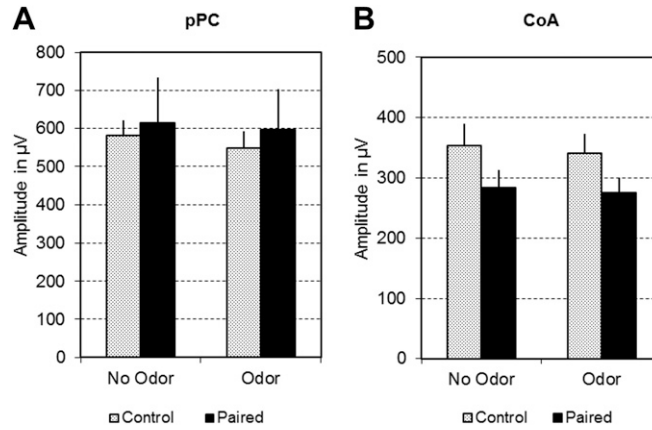 A
pPC
Amplitude in µV
800
700
600
500
400
300
200
100
0
No Odor
Odor
Control
Paired
B
CoA
Amplitude in µV
500
400
300
200
100
0
No Odor
Odor
Control
Paired